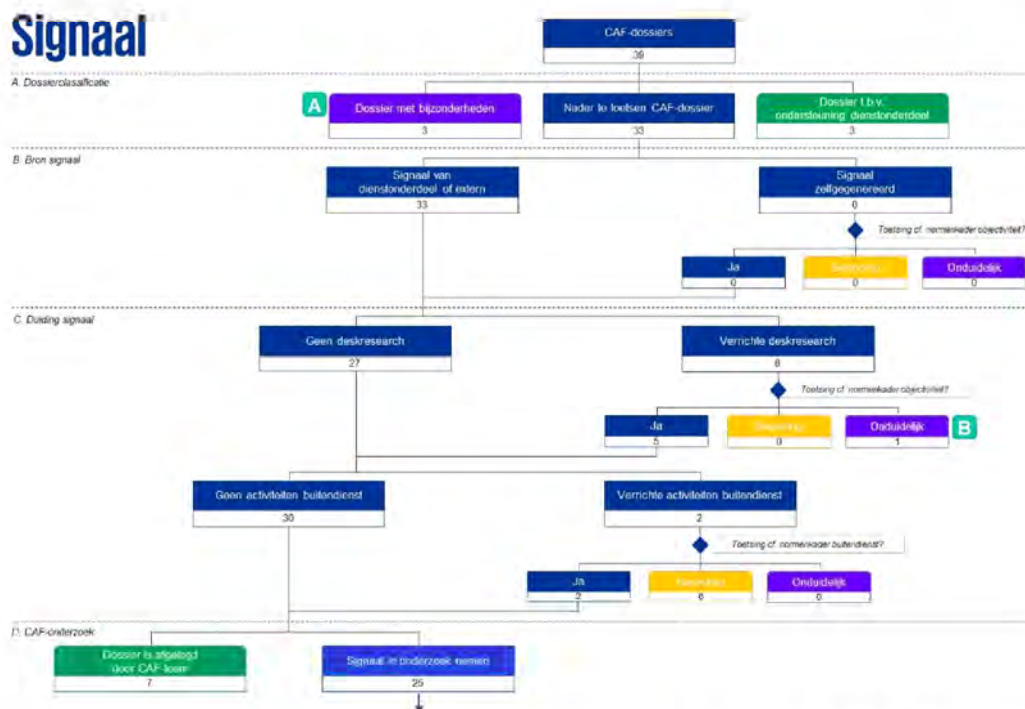 Signaal
CAF-dossiers
39
A. Dossierclassificatie
A
Dossier met bijzonderheden
3
Nader te toetsen CAF-dossier
33
Dossier t.b.v.
ondersteuning dienstonderdeel
3
B. Bron signaal
Signaal van
dienstonderdeel of extern
33
Signaal
zelfgegenereerd
0
Toetsing cf. normenkader objectiviteit?
Ja
0
0
Onduidelijk
0
C. Duiding signaal
Geen deskresearch
27
Verrichte deskresearch
6
Toetsing cf. normenkader objectiviteit?
Ja
5
0
Onduidelijk
1
B
Geen activiteiten buitendienst
30
Verrichte activiteiten buitendienst
2
Toetsing cf. normenkader buitendienst?
Ja
2
0
Onduidelijk
0
D. CAF-onderzoek
Dossier is afgelegd
door CAF-team
7
Signaal in onderzoek nemen
25